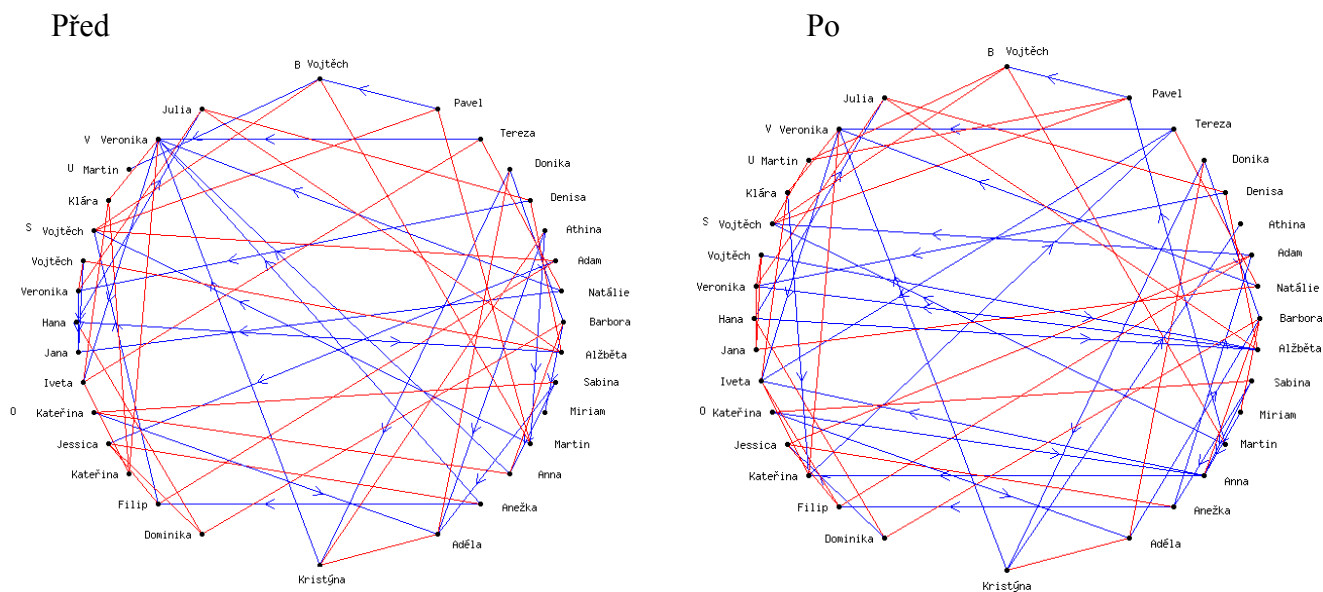 Před
Po
B Vojtěch
Julia
Pavel
V Veronika
Tereza
U Martin
Donika
Klára
Denisa
S Vojtěch
Athina
Vojtěch
Adam
Veronika
Natálie
Hana
Barbora
Jana
Alžběta
Iveta
Sabina
O Kateřina
Miriam
Jessica
Martin
Kateřina
Anna
Filip
Anežka
Dominika
Adéla
Kristýna
B Vojtěch
Julia
Pavel
V Veronika
Tereza
U Martin
Donika
Klára
Denisa
S Vojtěch
Athina
Vojtěch
Adam
Veronika
Natálie
Hana
Barbora
Jana
Alžběta
Iveta
Sabina
O Kateřina
Miriam
Jessica
Martin
Kateřina
Anna
Filip
Anežka
Dominika
Adéla
Kristýna